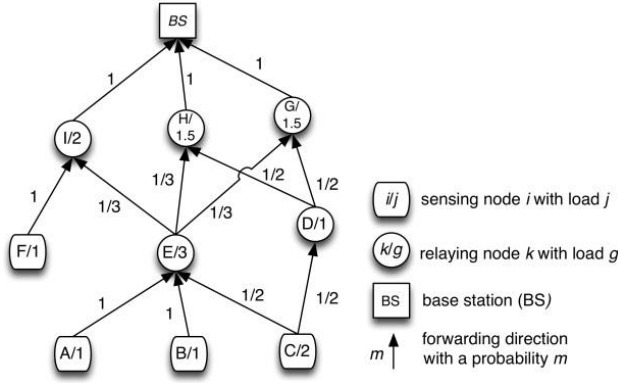 BS
1
1
1
I/2
H/
1.5
G/
1.5
1
1/3
1/3
1/3
1/2
1/2
F/1
E/3
D/1
1
1
1/2
1/2
A/1
B/1
C/2
i/j sensing node i with load j
k/g relaying node k with load g
BS base station (BS)
m forwarding direction
with a probability m